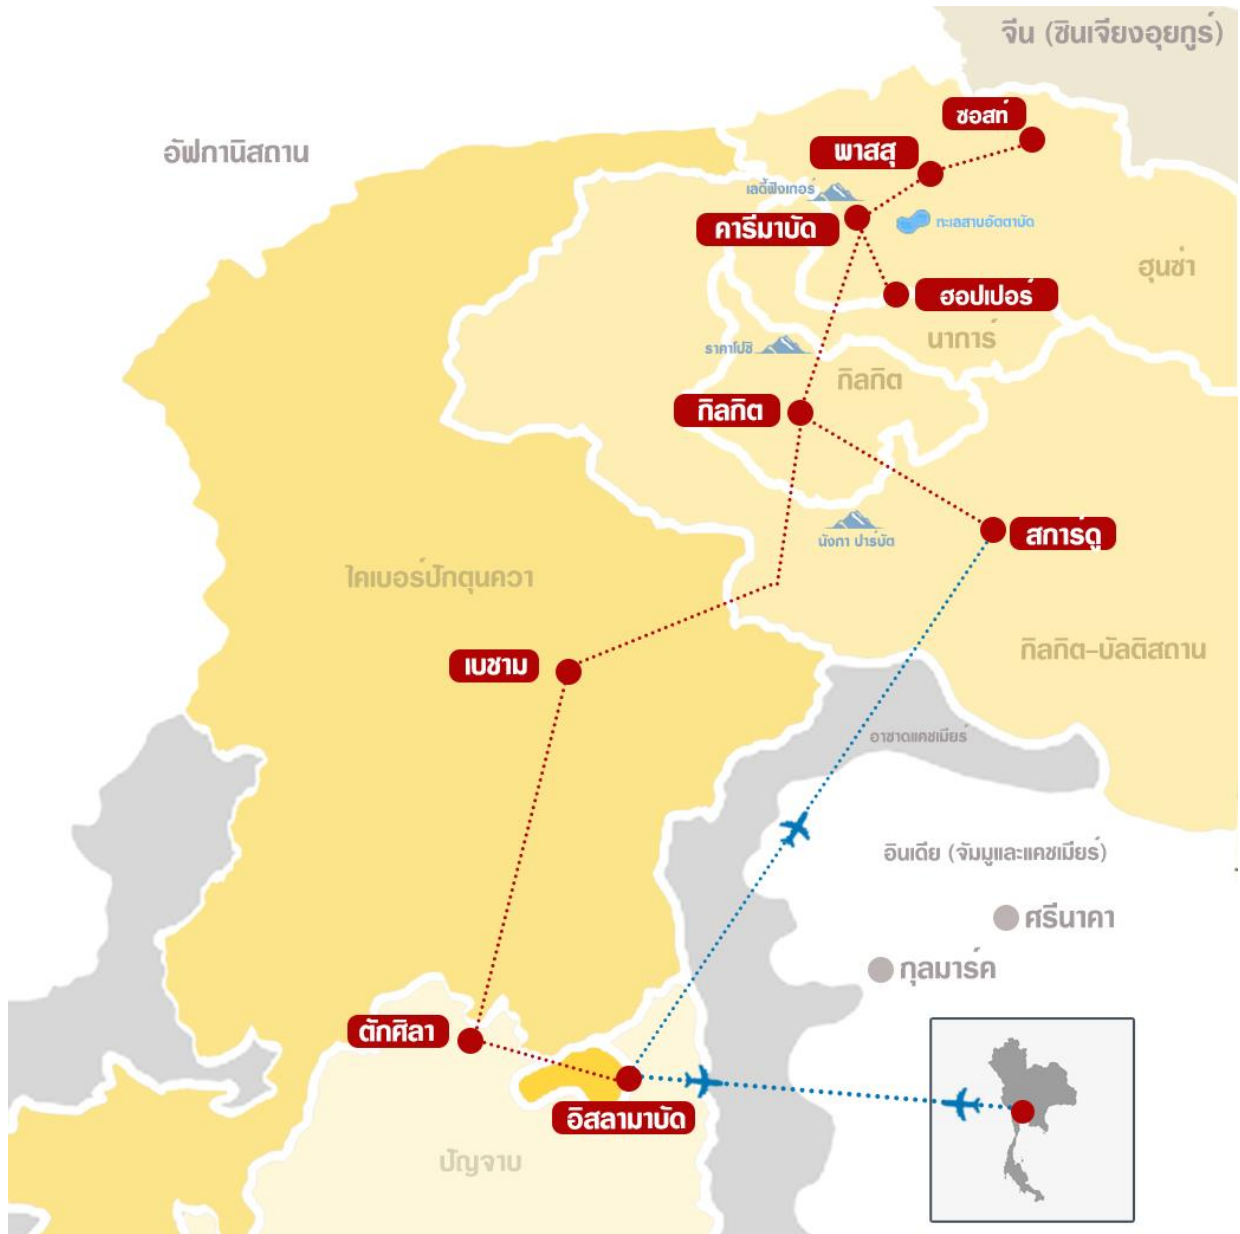 จีน (ซินเจียงอุยกูร์)
ซอสท์
อัฟกานิสถาน
พาสสุ
เลดี้ฟิงเกอร์
คารีมาบัด
ทะเลสาบอัตตาบัด
ฮุนซ่า
ฮอปเปอร์
นาการ์
ราคาโปชิ
กิลกิต
กิลกิต
สการ์ดู
นังกา ปาร์บัต
ไคเบอร์ปักตุนควา
กิลกิต-บัลติสถาน
เบชาม
อาซาดแคชเมียร์
อินเดีย (จัมมูและแคชเมียร์)
ศรีนาคา
กุลมาร์ค
ตักศิลา
อิสลามาบัด
ปัญจาบ